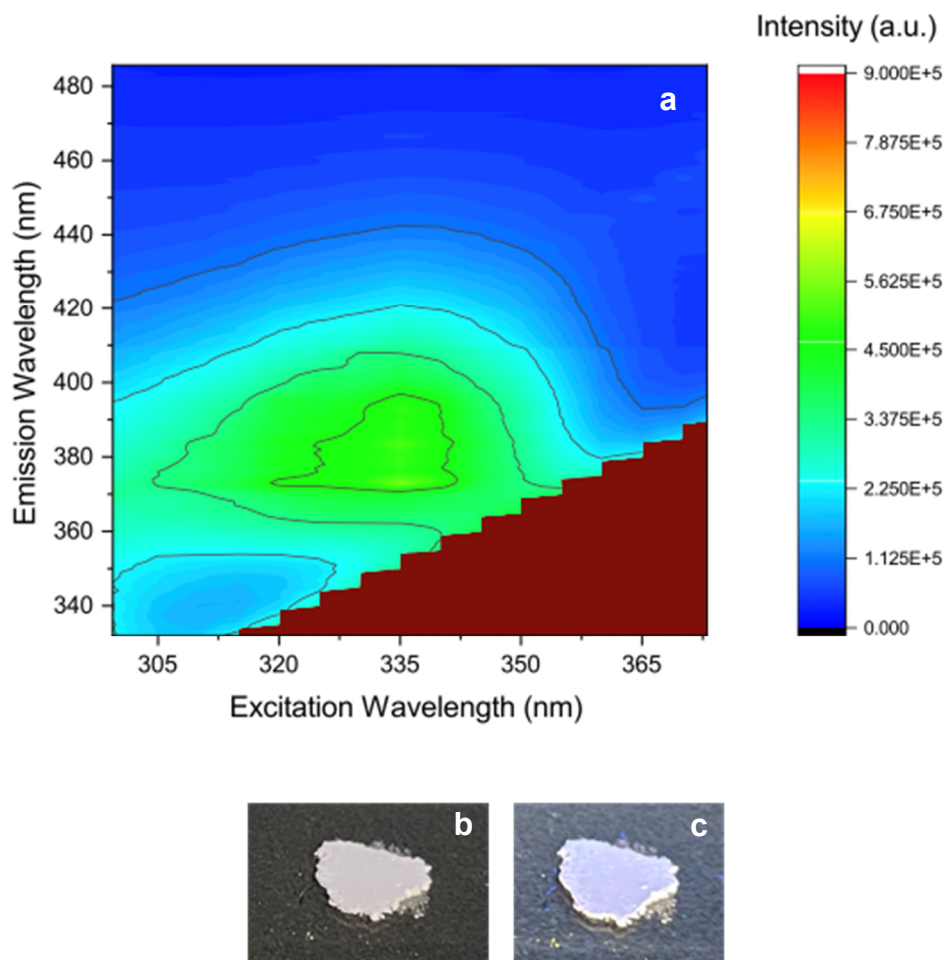 Intensity (a.u.)
a
9.000E+5
7.875E+5
6.750E+5
5.625E+5
4.500E+5
3.375E+5
2.250E+5
1.125E+5
0.000
Emission Wavelength (nm)
480
460
440
420
400
380
360
340
305 320 335 350 365
Excitation Wavelength (nm)
b c